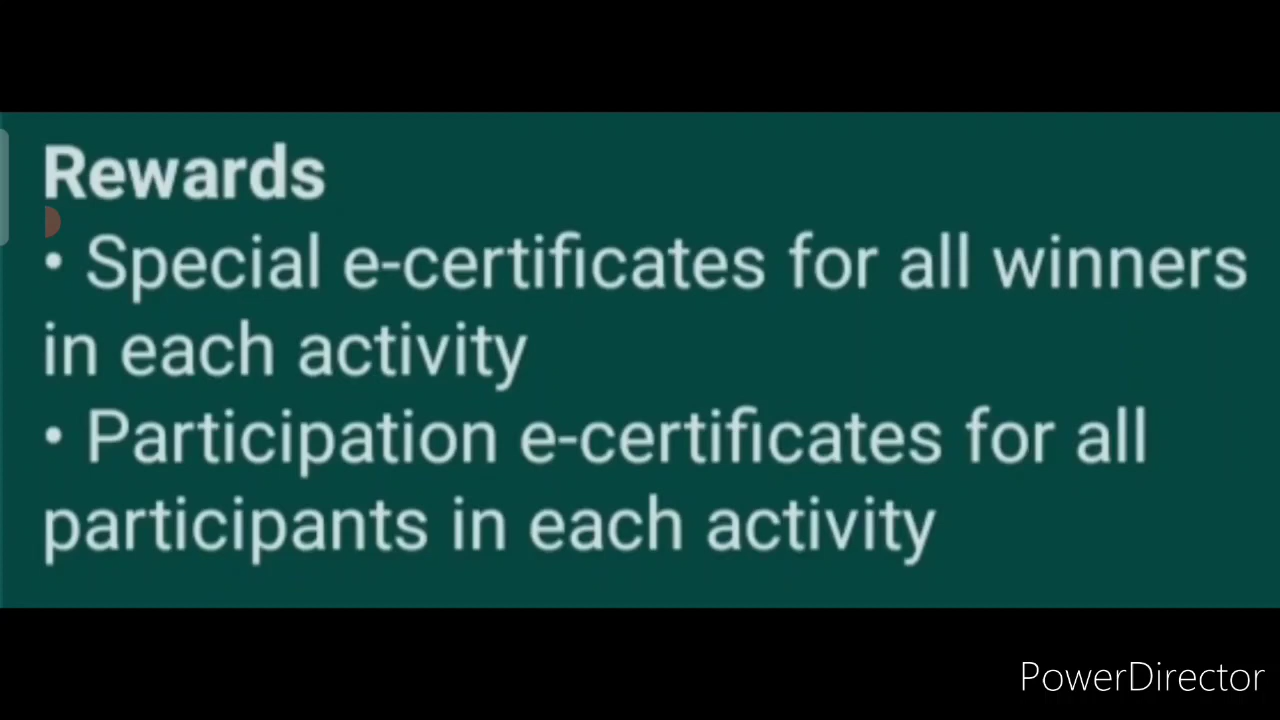 Rewards
• Special e-certificates for all winners
in each activity
• Participation e-certificates for all
participants in each activity
PowerDirector